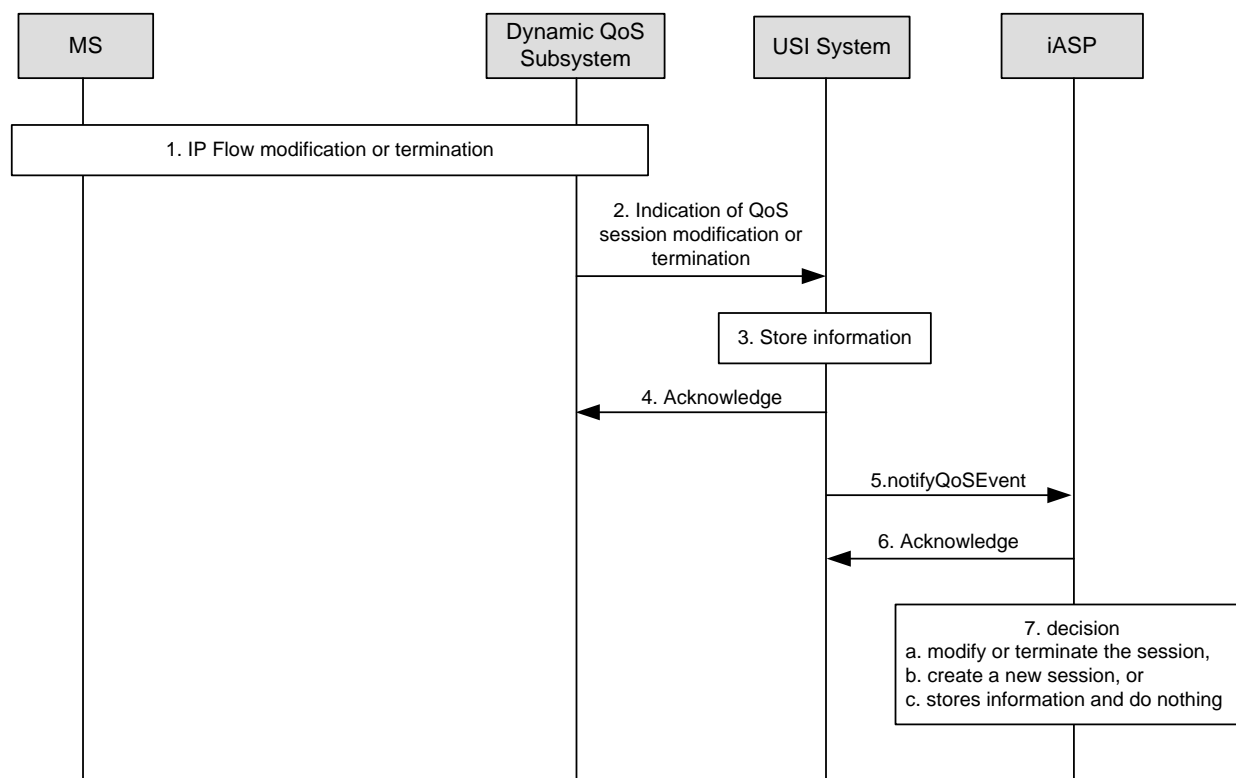 MS
Dynamic QoS
Subsystem
USI System
iASP
1. IP Flow modification or termination
2. Indication of QoS
session modification or
termination
3. Store information
4. Acknowledge
5.notifyQoSEvent
6. Acknowledge
7. decision
a. modify or terminate the session,
b. create a new session, or
c. stores information and do nothing